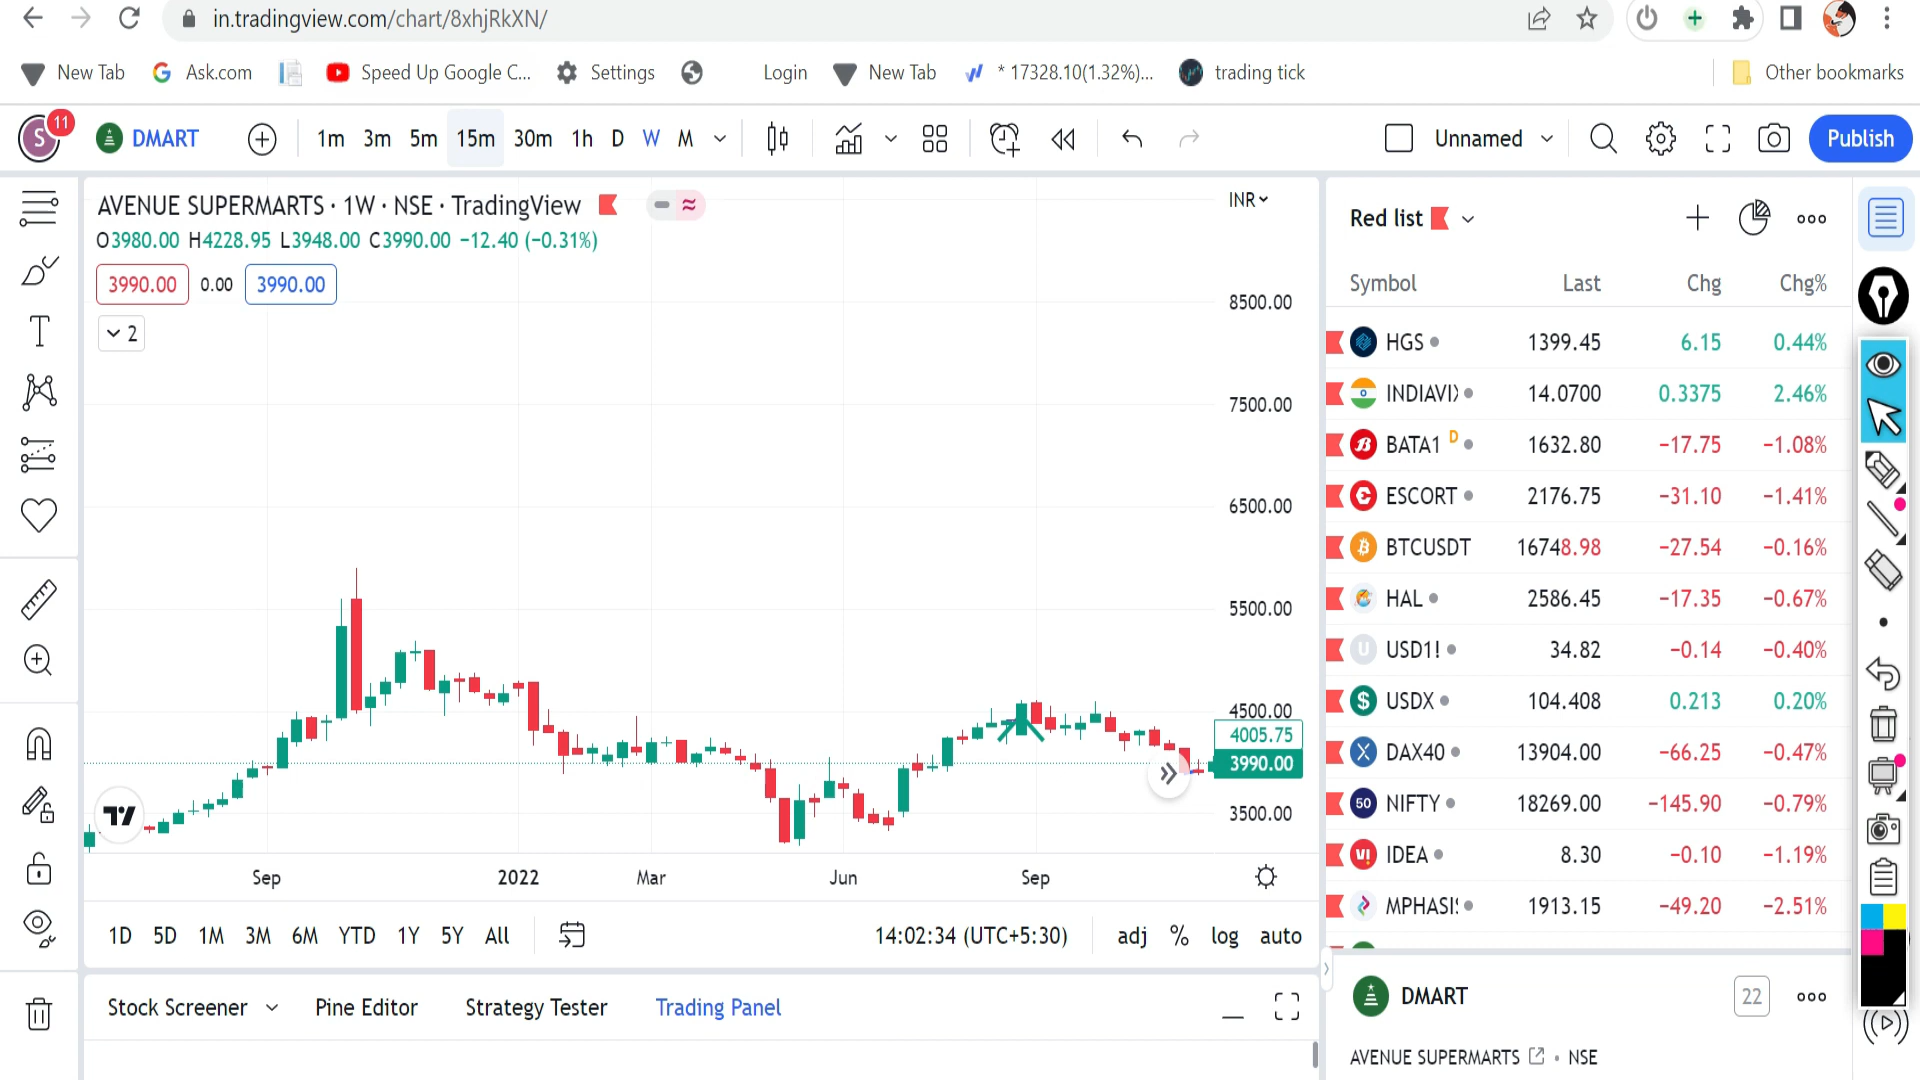 in.tradingview.com/chart/8xhjRkXN/
New Tab Ask.com Speed Up Google C... Settings Login New Tab * 17328.10(1.32%)... trading tick Other bookmarks
S 11 DMART 1m 3m 5m 15m 30m 1h D W M Unnamed Publish
AVENUE SUPERMARTS · 1W · NSE · TradingView
O3980.00 H4228.95 L3948.00 C3990.00 −12.40 (−0.31%)
3990.00 0.00 3990.00
2
INR
8500.00
7500.00
6500.00
5500.00
4500.00
4005.75
3990.00
3500.00
Sep 2022 Mar Jun Sep
1D 5D 1M 3M 6M YTD 1Y 5Y All 14:02:34 (UTC+5:30) adj % log auto
Stock Screener Pine Editor Strategy Tester Trading Panel
Red list
Symbol Last Chg Chg%
HGS 1399.45 6.15 0.44%
INDIAVIX 14.0700 0.3375 2.46%
BATA1 D 1632.80 −17.75 −1.08%
ESCORT 2176.75 −31.10 −1.41%
BTCUSDT 16748.98 −27.54 −0.16%
HAL 2586.45 −17.35 −0.67%
U USD1! 34.82 −0.14 −0.40%
$ USDX 104.408 0.213 0.20%
X DAX40 13904.00 −66.25 −0.47%
50 NIFTY 18269.00 −145.90 −0.79%
VI IDEA 8.30 −0.10 −1.19%
MPHASIS 1913.15 −49.20 −2.51%
DMART 22
AVENUE SUPERMARTS • NSE